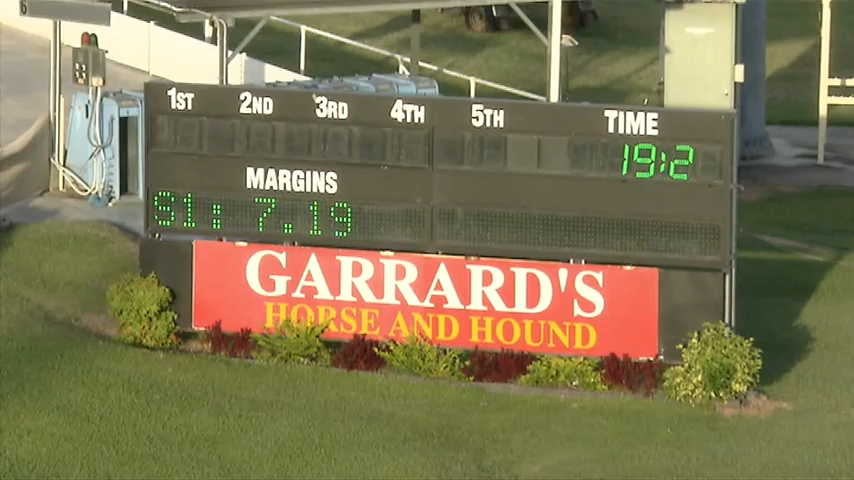 1ST 2ND 3RD 4TH 5TH TIME
19:2
MARGINS
S1: 7.19
GARRARD'S
HORSE AND HOUND